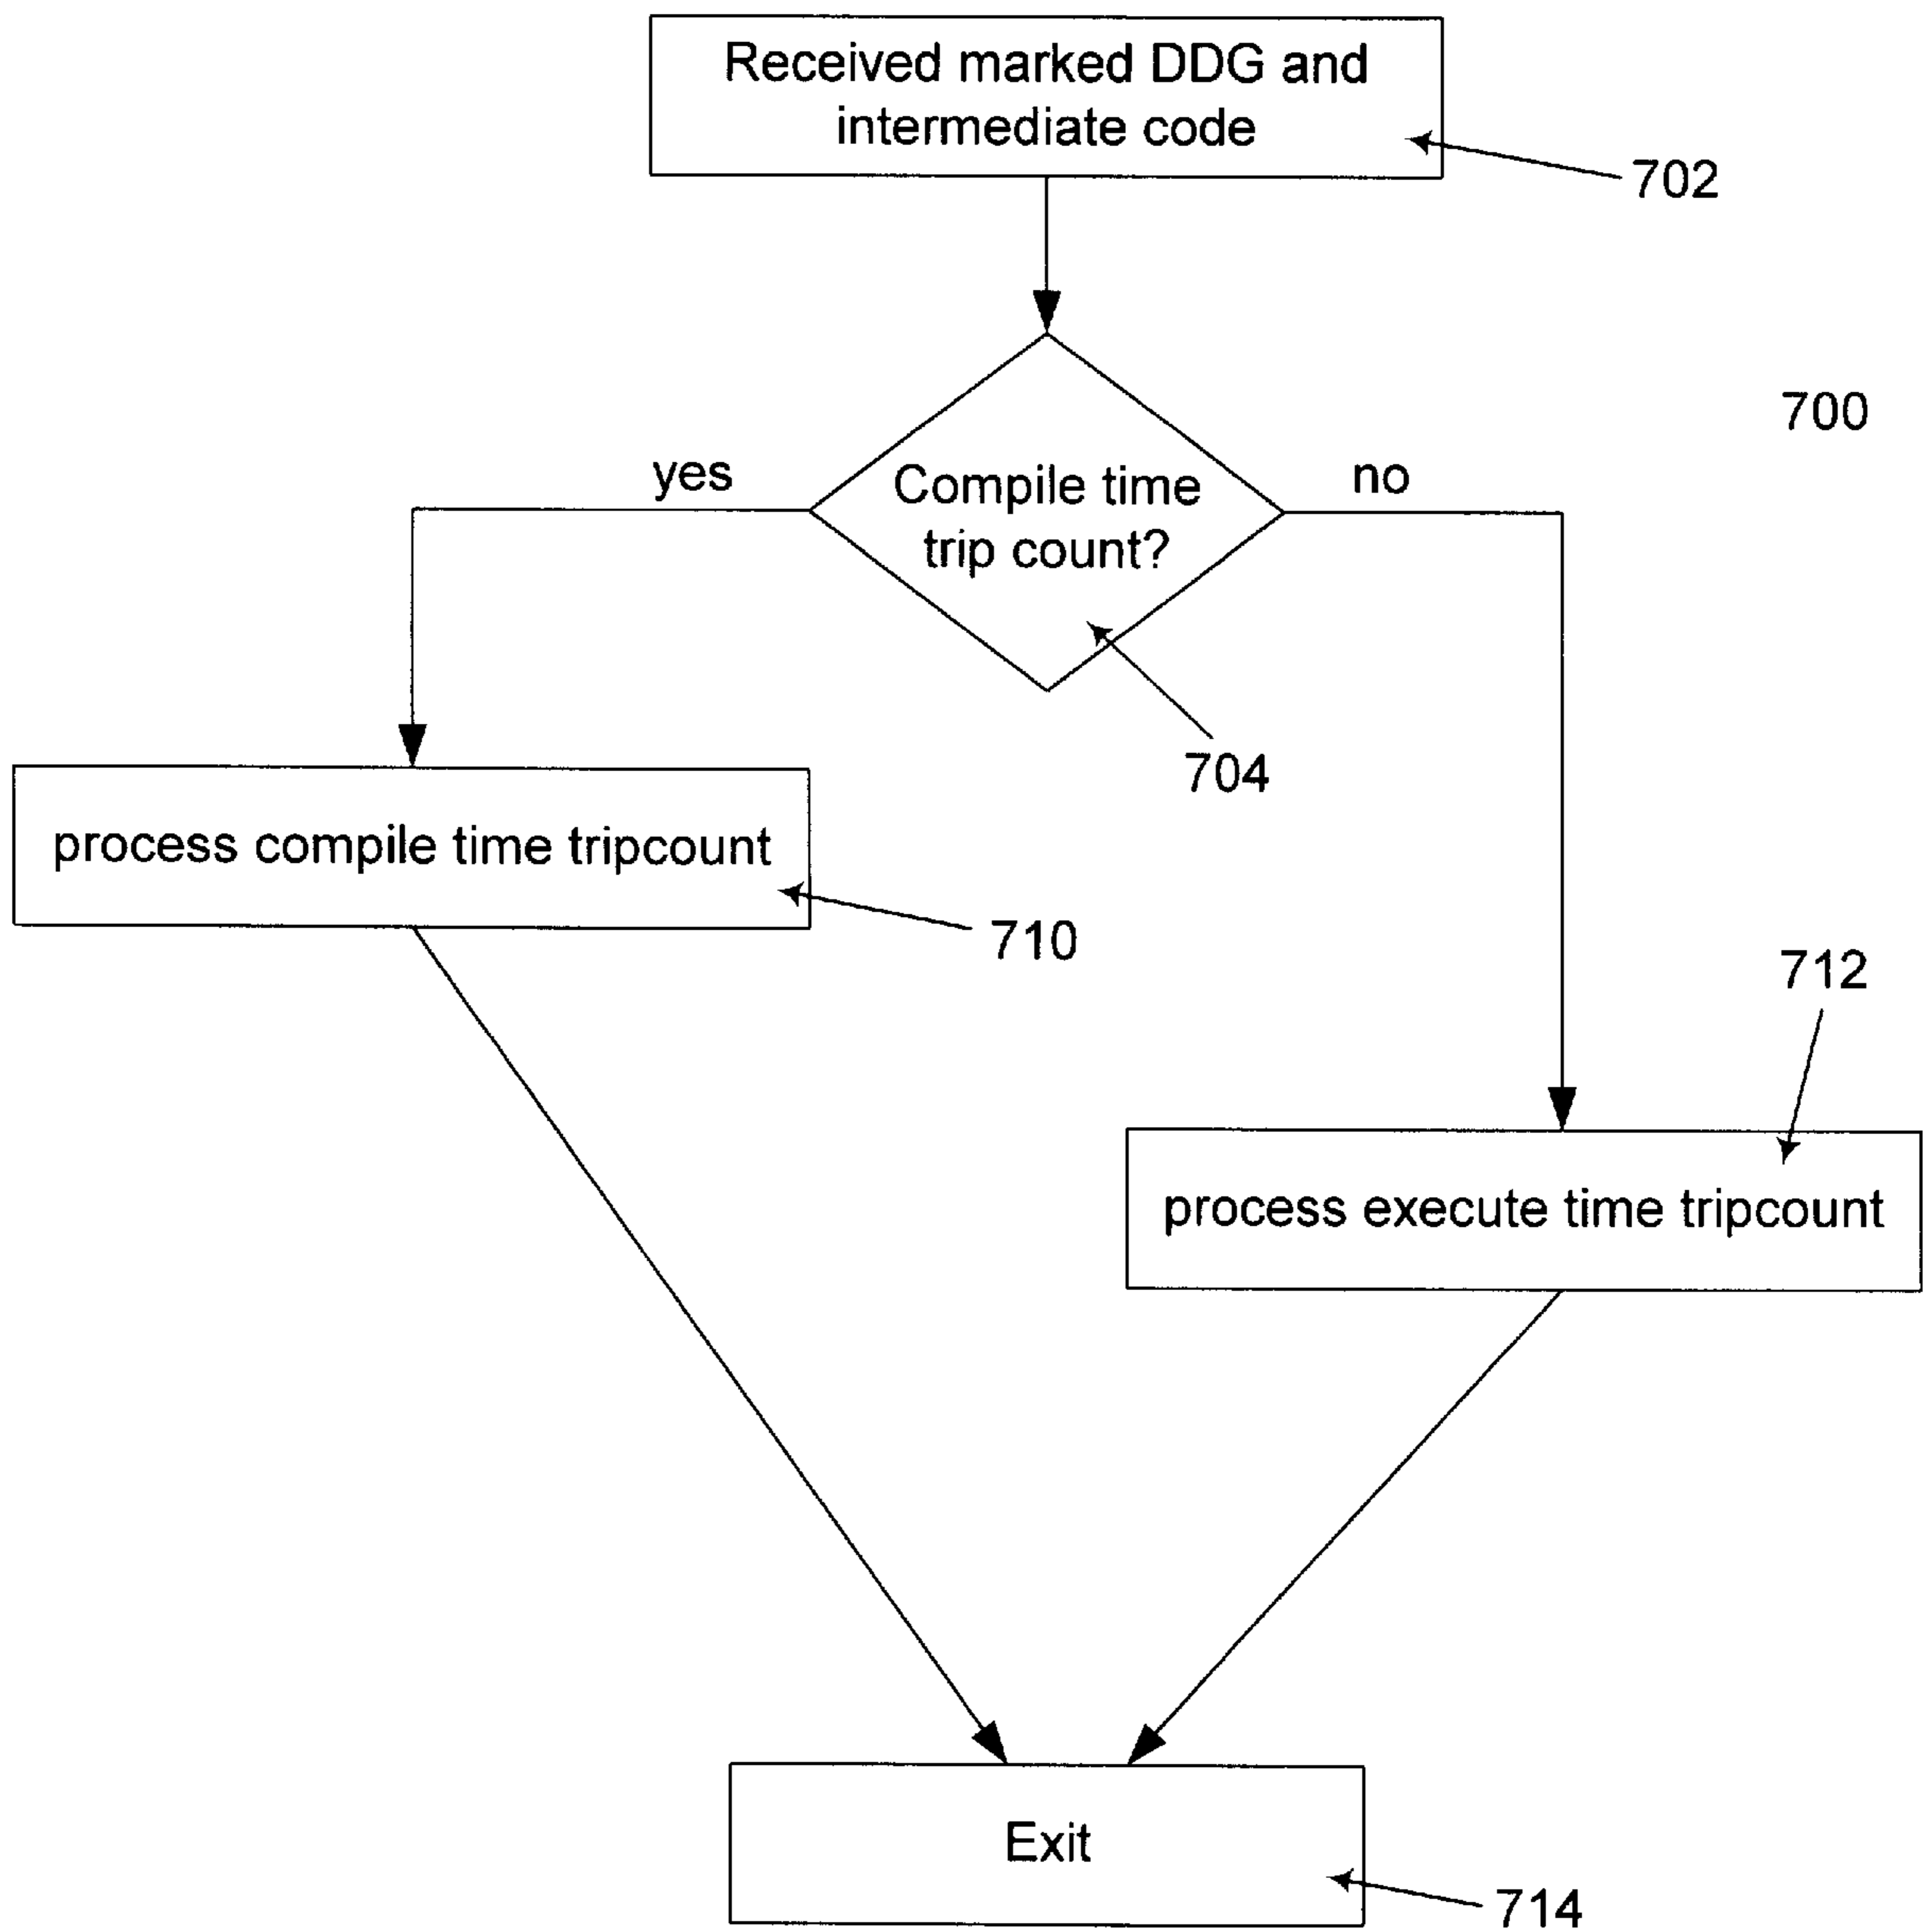 Received marked DDG and
intermediate code
702
700
yes
Compile time
trip count?
no
704
process compile time tripcount
710
712
process execute time tripcount
Exit
714